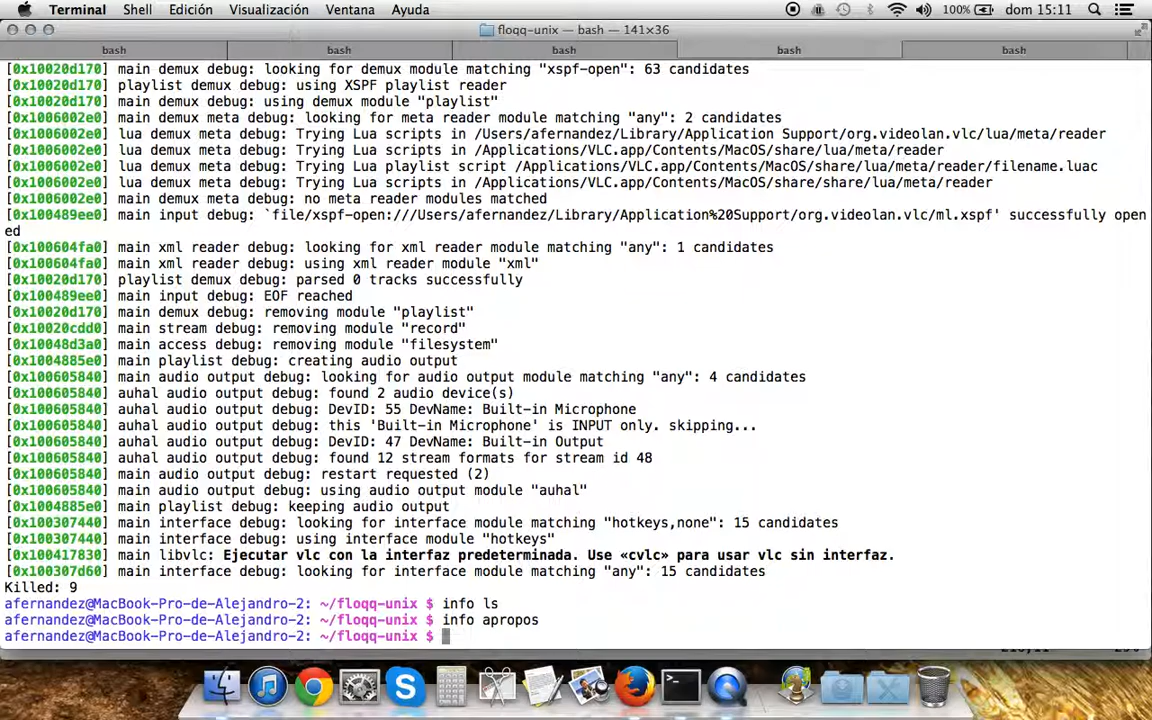 Terminal Shell Edición Visualización Ventana Ayuda 100% dom 15:11
floqq-unix — bash — 141×36
bash bash bash bash bash
[0x10020d170] main demux debug: looking for demux module matching "xspf-open": 63 candidates
[0x10020d170] playlist demux debug: using XSPF playlist reader
[0x10020d170] main demux debug: using demux module "playlist"
[0x1006002e0] main demux meta debug: looking for meta reader module matching "any": 2 candidates
[0x1006002e0] lua demux meta debug: Trying Lua scripts in /Users/afernandez/Library/Application Support/org.videolan.vlc/lua/meta/reader
[0x1006002e0] lua demux meta debug: Trying Lua scripts in /Applications/VLC.app/Contents/MacOS/share/lua/meta/reader
[0x1006002e0] lua demux meta debug: Trying Lua playlist script /Applications/VLC.app/Contents/MacOS/share/lua/meta/reader/filename.luac
[0x1006002e0] lua demux meta debug: Trying Lua scripts in /Applications/VLC.app/Contents/MacOS/share/share/lua/meta/reader
[0x1006002e0] main demux meta debug: no meta reader modules matched
[0x100489ee0] main input debug: `file/xspf-open:///Users/afernandez/Library/Application%20Support/org.videolan.vlc/ml.xspf' successfully open
ed
[0x100604fa0] main xml reader debug: looking for xml reader module matching "any": 1 candidates
[0x100604fa0] main xml reader debug: using xml reader module "xml"
[0x10020d170] playlist demux debug: parsed 0 tracks successfully
[0x100489ee0] main input debug: EOF reached
[0x10020d170] main demux debug: removing module "playlist"
[0x10020cdd0] main stream debug: removing module "record"
[0x10048d3a0] main access debug: removing module "filesystem"
[0x1004885e0] main playlist debug: creating audio output
[0x100605840] main audio output debug: looking for audio output module matching "any": 4 candidates
[0x100605840] auhal audio output debug: found 2 audio device(s)
[0x100605840] auhal audio output debug: DevID: 55 DevName: Built-in Microphone
[0x100605840] auhal audio output debug: this 'Built-in Microphone' is INPUT only. skipping...
[0x100605840] auhal audio output debug: DevID: 47 DevName: Built-in Output
[0x100605840] auhal audio output debug: found 12 stream formats for stream id 48
[0x100605840] main audio output debug: restart requested (2)
[0x100605840] main audio output debug: using audio output module "auhal"
[0x1004885e0] main playlist debug: keeping audio output
[0x100307440] main interface debug: looking for interface module matching "hotkeys,none": 15 candidates
[0x100307440] main interface debug: using interface module "hotkeys"
[0x100417830] main libvlc: Ejecutar vlc con la interfaz predeterminada. Use «cvlc» para usar vlc sin interfaz.
[0x100307d60] main interface debug: looking for interface module matching "any": 15 candidates
Killed: 9
afernandez@MacBook-Pro-de-Alejandro-2: ~/floqq-unix $ info ls
afernandez@MacBook-Pro-de-Alejandro-2: ~/floqq-unix $ info apropos
afernandez@MacBook-Pro-de-Alejandro-2: ~/floqq-unix $